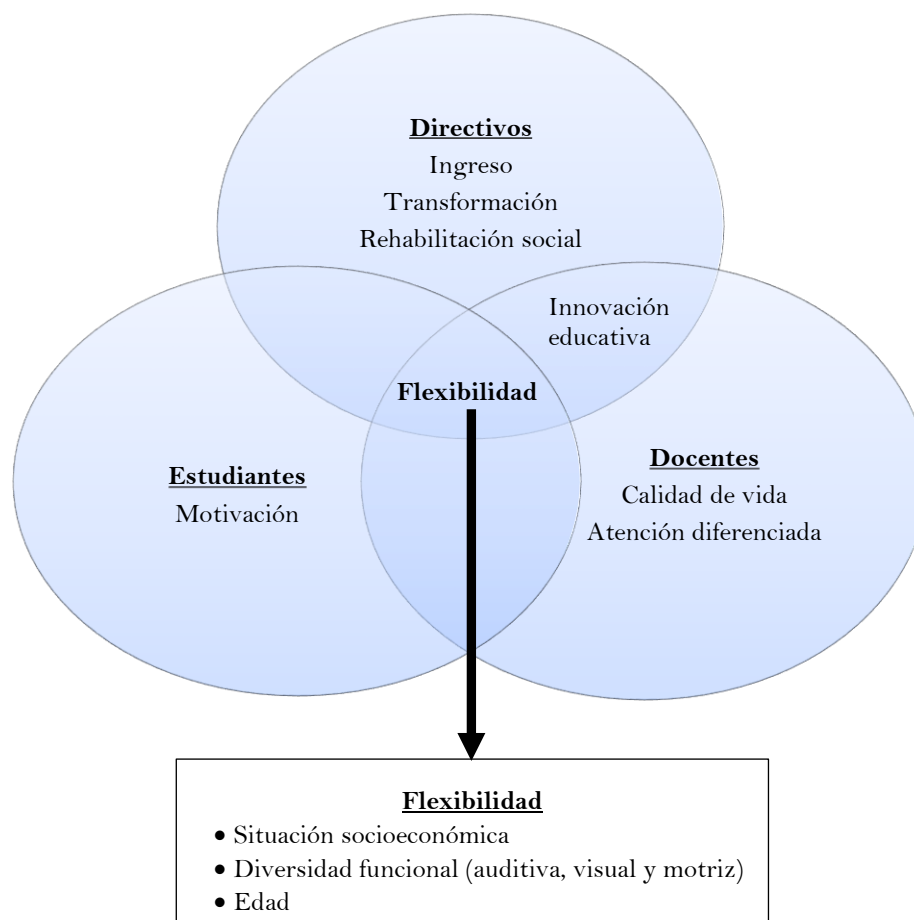 Directivos
Ingreso
Transformación
Rehabilitación social
Innovación
educativa
Flexibilidad
Estudiantes
Motivación
Docentes
Calidad de vida
Atención diferenciada
Flexibilidad
• Situación socioeconómica
• Diversidad funcional (auditiva, visual y motriz)
• Edad